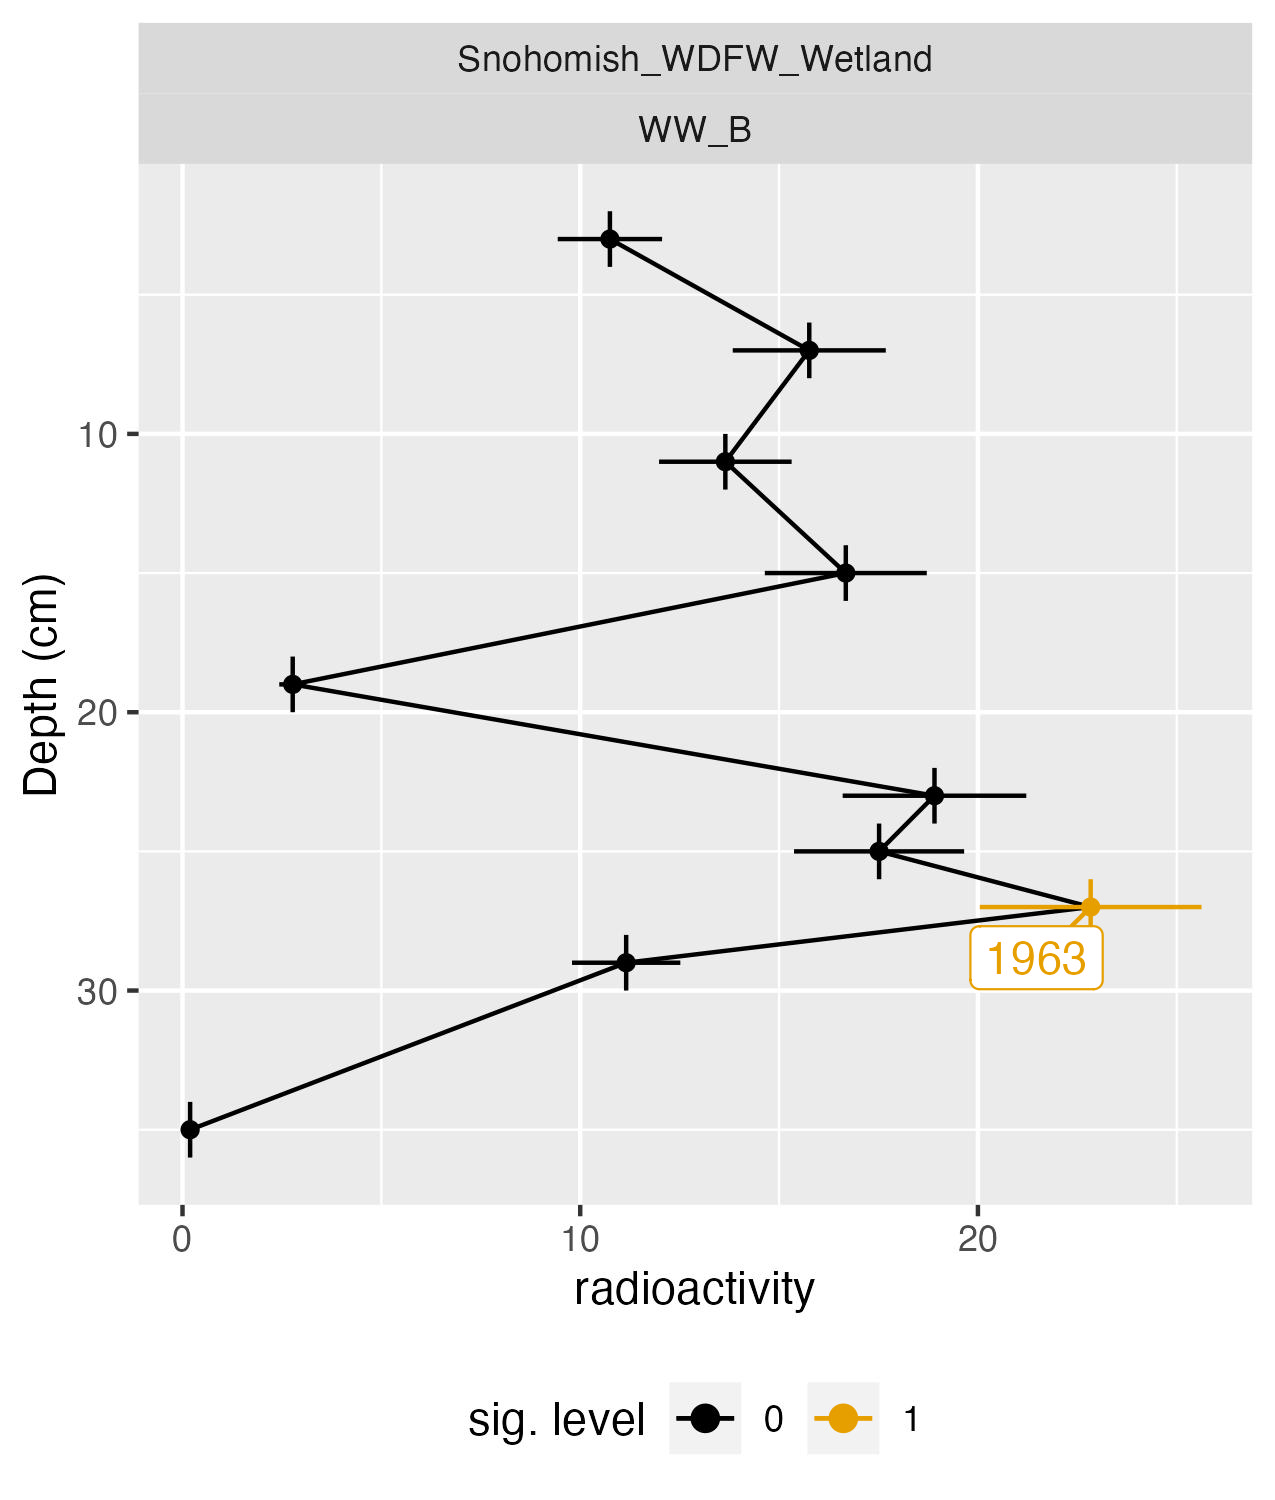 Snohomish_WDFW_Wetland
WW_B
10
20
30
Depth (cm)
1963
0 10 20
radioactivity
sig. level 0 1